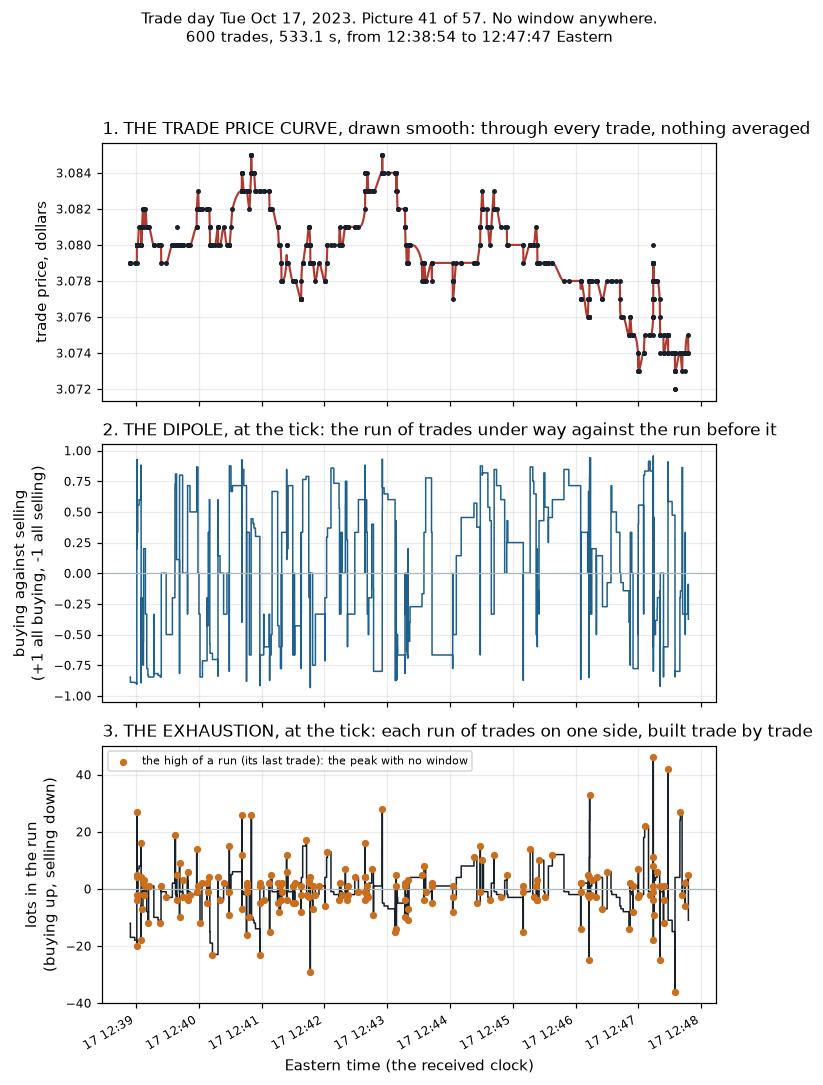 Trade day Tue Oct 17, 2023. Picture 41 of 57. No window anywhere.
600 trades, 533.1 s, from 12:38:54 to 12:47:47 Eastern
1. THE TRADE PRICE CURVE, drawn smooth: through every trade, nothing averaged
trade price, dollars
3.084
3.082
3.080
3.078
3.076
3.074
3.072
2. THE DIPOLE, at the tick: the run of trades under way against the run before it
buying against selling
(+1 all buying, -1 all selling)
1.00
0.75
0.50
0.25
0.00
−0.25
−0.50
−0.75
−1.00
3. THE EXHAUSTION, at the tick: each run of trades on one side, built trade by trade
the high of a run (its last trade): the peak with no window
lots in the run
(buying up, selling down)
40
20
0
−20
−40
17 12:39
17 12:40
17 12:41
17 12:42
17 12:43
17 12:44
17 12:45
17 12:46
17 12:47
17 12:48
Eastern time (the received clock)